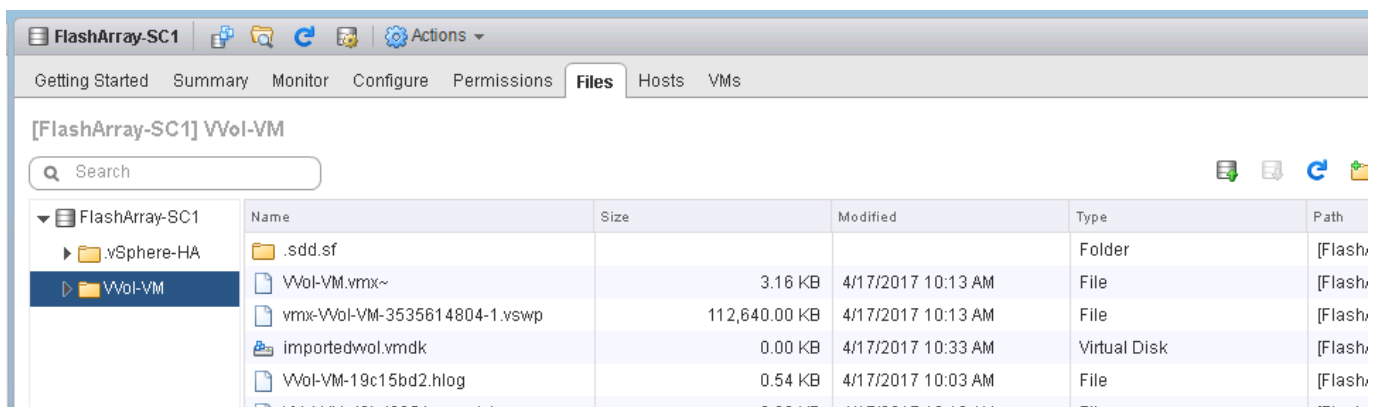 FlashArray-SC1 Actions
Getting Started Summary Monitor Configure Permissions Files Hosts VMs
[FlashArray-SC1] VVol-VM
Search
FlashArray-SC1
.vSphere-HA
VVol-VM
Name Size Modified Type Path
.sdd.sf Folder [Flash
VVol-VM.vmx~ 3.16 KB 4/17/2017 10:13 AM File [Flash
vmx-VVol-VM-3535614804-1.vswp 112,640.00 KB 4/17/2017 10:13 AM File [Flash
importedvvol.vmdk 0.00 KB 4/17/2017 10:33 AM Virtual Disk [Flash
VVol-VM-19c15bd2.hlog 0.54 KB 4/17/2017 10:03 AM File [Flash